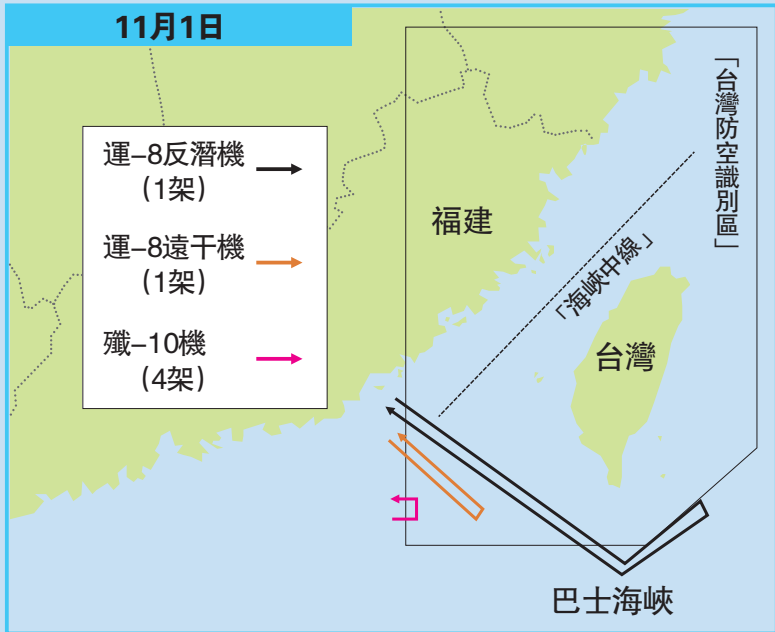 11月1日
運–8反潛機
(1架)
運–8遠干機
(1架)
殲–10機
(4架)
福建
「台灣防空識別區」
「海峽中線」
台灣
巴士海峽